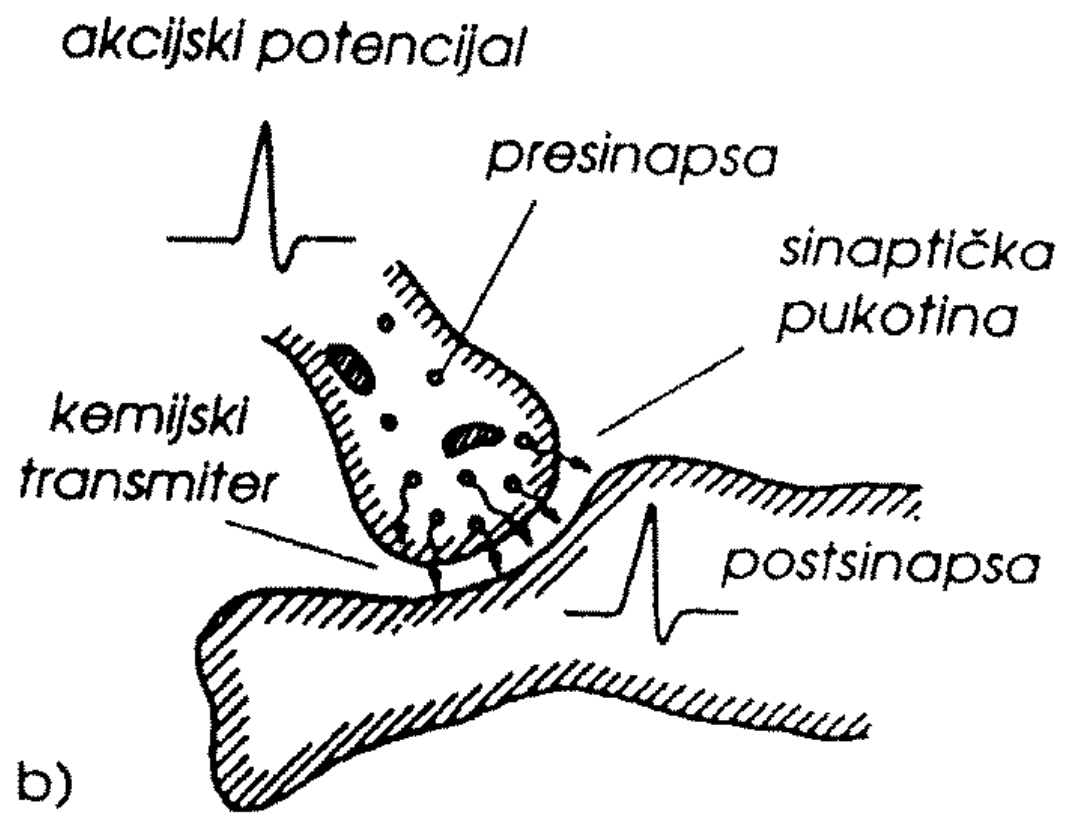 akcijski potencijal
presinapsa
sinaptička
pukotina
kemijski
transmiter
postsinapsa
b)